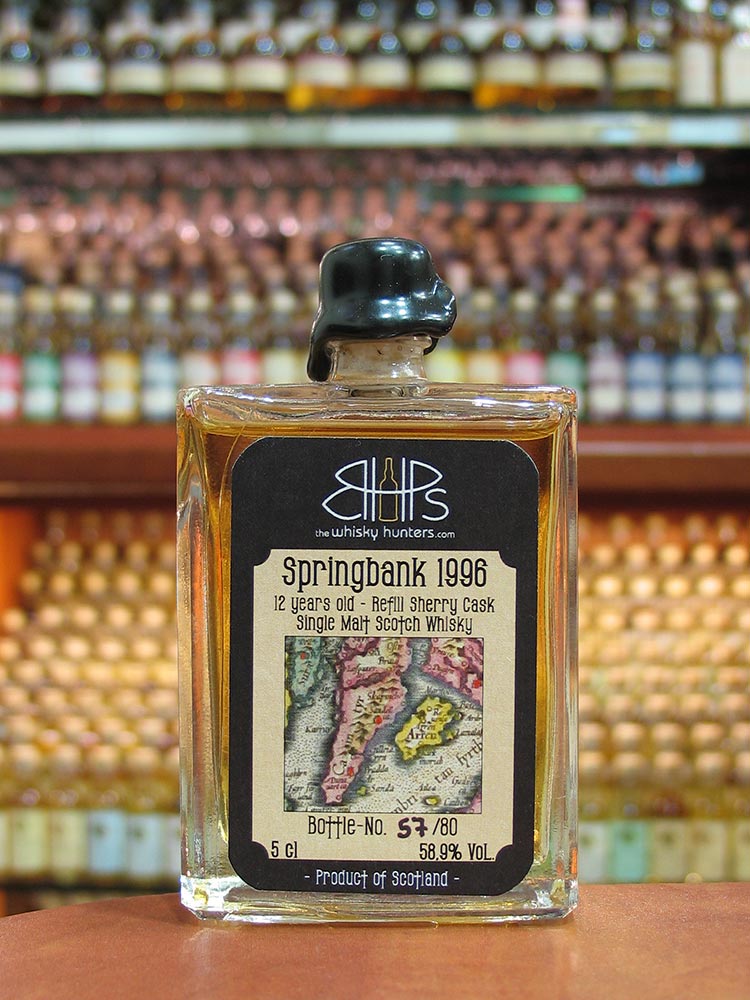 BHPs
the whisky hunters.com
Springbank 1996
12 years old - Refill Sherry Cask
Single Malt Scotch Whisky
Arren
Bottle-No. 57/80
5 cl 58,9% Vol.
- Product of Scotland -